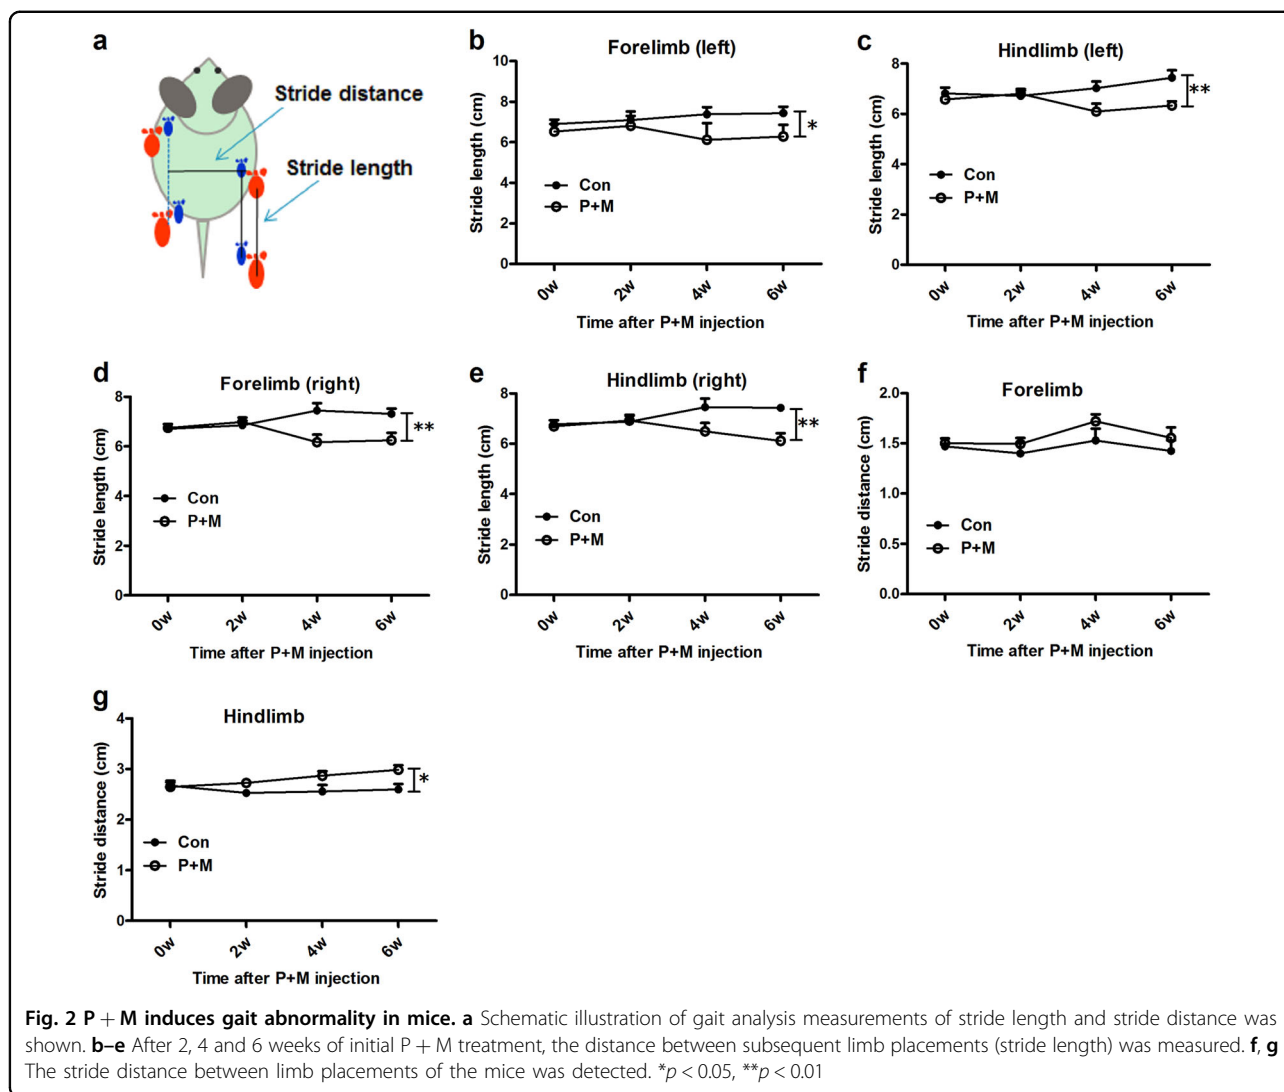 a
Stride distance
Stride length
b
Forelimb (left)
Stride length (cm)
10
8
6
4
2
0
Con
P+M
*
0w
2w
4w
6w
Time after P+M injection
c
Hindlimb (left)
Stride length (cm)
8
6
4
2
0
Con
P+M
**
0w
2w
4w
6w
Time after P+M injection
d
Forelimb (right)
Stride length (cm)
8
6
4
2
0
Con
P+M
**
0w
2w
4w
6w
Time after P+M injection
e
Hindlimb (right)
Stride length (cm)
8
6
4
2
0
Con
P+M
**
0w
2w
4w
6w
Time after P+M injection
f
Forelimb
Stride distance (cm)
2.0
1.5
1.0
0.5
0.0
Con
P+M
0w
2w
4w
6w
Time after P+M injection
g
Hindlimb
Stride distance (cm)
4
3
2
1
0
Con
P+M
*
0w
2w
4w
6w
Time after P+M injection
Fig. 2 P + M induces gait abnormality in mice. a Schematic illustration of gait analysis measurements of stride length and stride distance was
shown. b–e After 2, 4 and 6 weeks of initial P + M treatment, the distance between subsequent limb placements (stride length) was measured. f, g
The stride distance between limb placements of the mice was detected. *p < 0.05, **p < 0.01